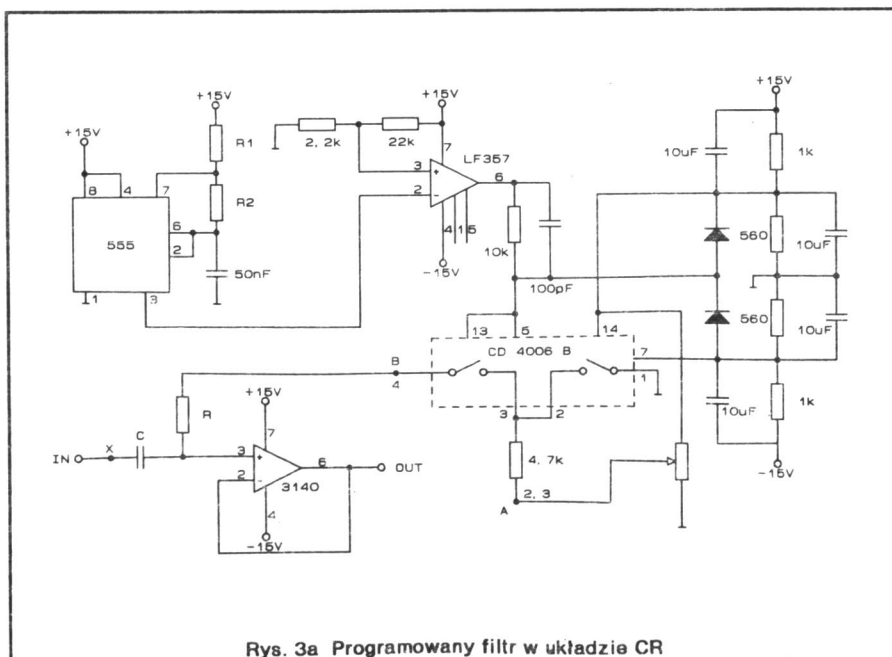 +15V
+15V
+15V
+15V
R1
2,2k
22k
7
LF357
10uF
1k
8
4
7
3
+
6
2
-
R2
6
2
555
4
1
5
10k
560
10uF
50nF
-15V
100pF
1
3
13
5
14
560
10uF
CD 4006 B
7
B
4
1
+15V
3
2
10uF
1k
R
7
IN
X
C
3
+
6
OUT
4,7k
2
-
3140
2,3
A
4
-15V
-15V
Rys. 3a Programowany filtr w układzie CR